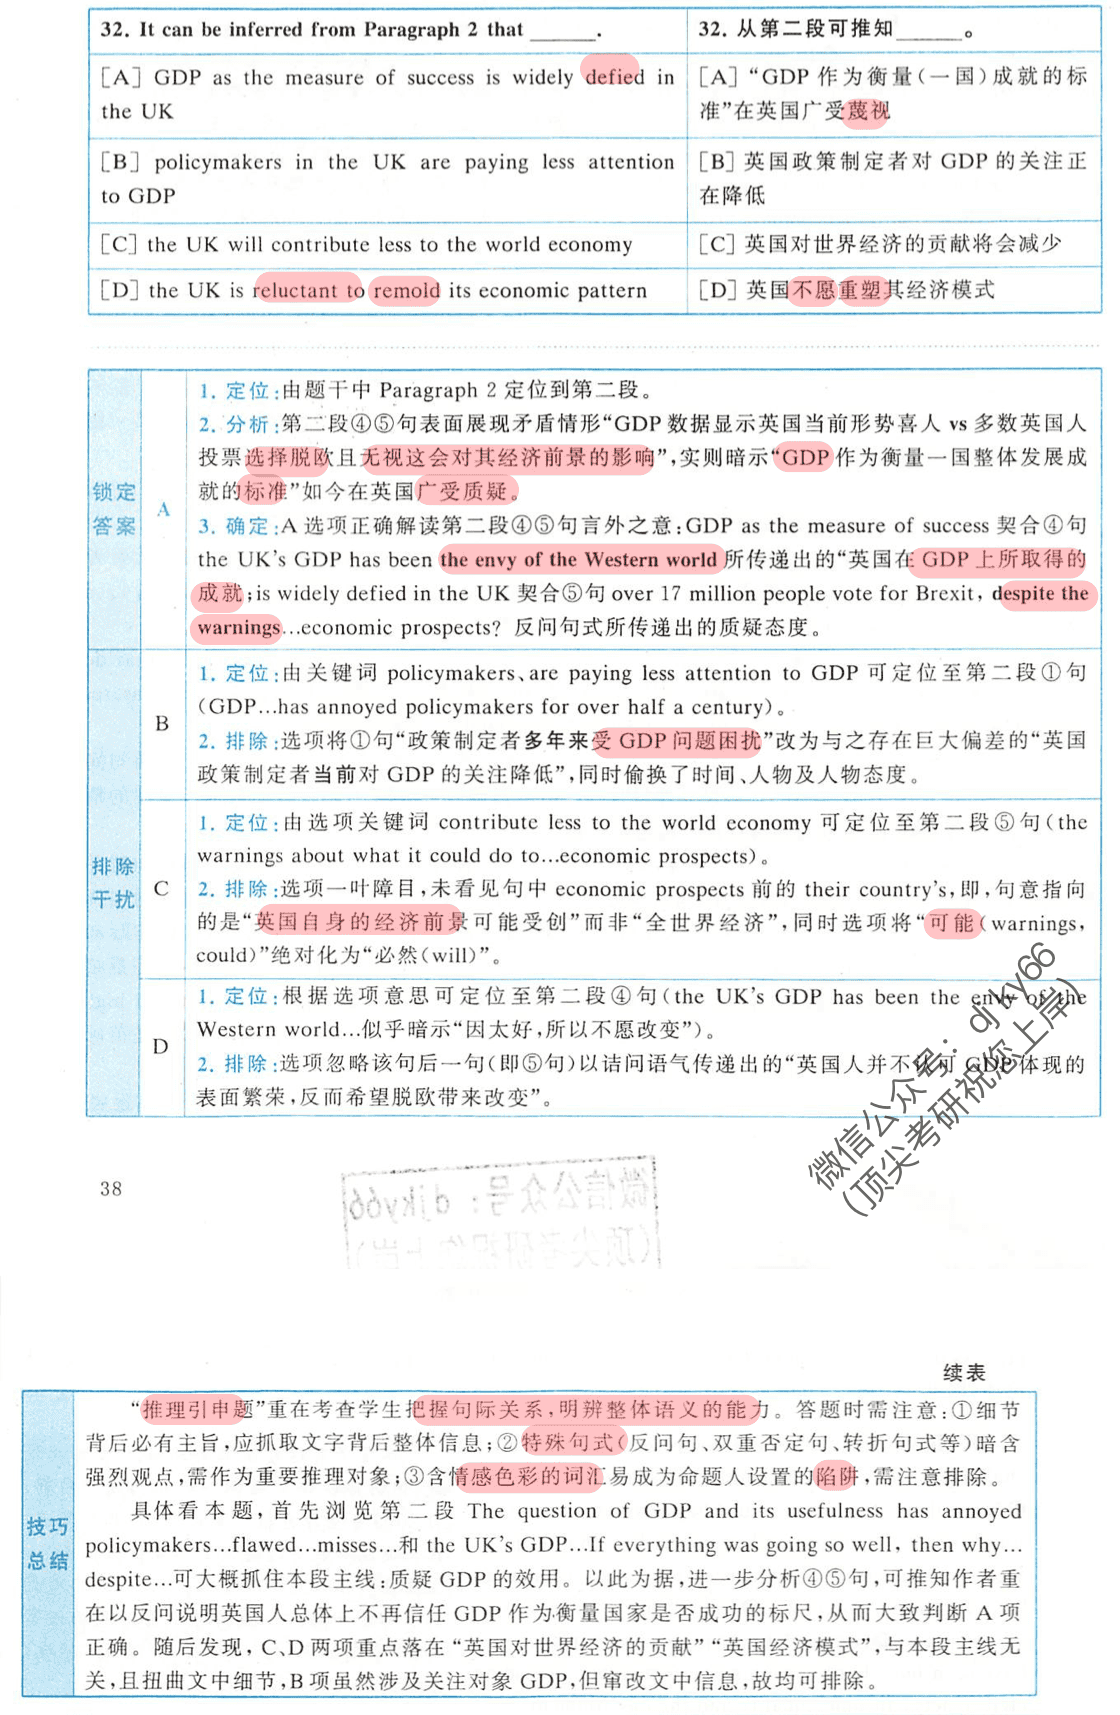 32. It can be inferred from Paragraph 2 that ______.
32. 从第二段可推知______。
[A] GDP as the measure of success is widely defied in
the UK
[A] “GDP 作为衡量(一国)成就的标
准”在英国广受蔑视
[B] policymakers in the UK are paying less attention
to GDP
[B] 英国政策制定者对 GDP 的关注正
在降低
[C] the UK will contribute less to the world economy
[C] 英国对世界经济的贡献将会减少
[D] the UK is reluctant to remold its economic pattern
[D] 英国不愿重塑其经济模式
锁定
答案
A
1. 定位:由题干中 Paragraph 2 定位到第二段。
2. 分析:第二段④⑤句表面展现矛盾情形“GDP 数据显示英国当前形势喜人 vs 多数英国人
投票选择脱欧且无视这会对其经济前景的影响”,实则暗示“GDP 作为衡量一国整体发展成
就的标准”如今在英国广受质疑。
3. 确定:A 选项正确解读第二段④⑤句言外之意:GDP as the measure of success 契合④句
the UK’s GDP has been the envy of the Western world 所传递出的“英国在 GDP 上所取得的
成就;is widely defied in the UK 契合⑤句 over 17 million people vote for Brexit, despite the
warnings…economic prospects? 反问句式所传递出的质疑态度。
排除
干扰
B
1. 定位:由关键词 policymakers、are paying less attention to GDP 可定位至第二段①句
(GDP…has annoyed policymakers for over half a century)。
2. 排除:选项将①句“政策制定者多年来受 GDP 问题困扰”改为与之存在巨大偏差的“英国
政策制定者当前对 GDP 的关注降低”,同时偷换了时间、人物及人物态度。
C
1. 定位:由选项关键词 contribute less to the world economy 可定位至第二段⑤句(the
warnings about what it could do to…economic prospects)。
2. 排除:选项一叶障目,未看见句中 economic prospects 前的 their country’s,即,句意指向
的是“英国自身的经济前景可能受创”而非“全世界经济”,同时选项将“可能(warnings,
could)”绝对化为“必然(will)”。
D
1. 定位:根据选项意思可定位至第二段④句(the UK’s GDP has been the envy of the
Western world…似乎暗示“因太好,所以不愿改变”)。
2. 排除:选项忽略该句后一句(即⑤句)以诘问语气传递出的“英国人并不认可 GDP 体现的
表面繁荣,反而希望脱欧带来改变”。
微信公众号: djky66
(顶尖考研祝您上岸)
38
续表
技巧
总结
“推理引申题”重在考查学生把握句际关系,明辨整体语义的能力。答题时需注意:①细节
背后必有主旨,应抓取文字背后整体信息;②特殊句式(反问句、双重否定句、转折句式等)暗含
强烈观点,需作为重要推理对象;③含情感色彩的词汇易成为命题人设置的陷阱,需注意排除。
具体看本题,首先浏览第二段 The question of GDP and its usefulness has annoyed
policymakers…flawed…misses…和 the UK’s GDP…If everything was going so well, then why…
despite…可大概抓住本段主线:质疑 GDP 的效用。以此为据,进一步分析④⑤句,可推知作者重
在以反问说明英国人总体上不再信任 GDP 作为衡量国家是否成功的标尺,从而大致判断 A 项
正确。随后发现, C、D 两项重点落在 “英国对世界经济的贡献” “英国经济模式”,与本段主线无
关,且扭曲文中细节,B 项虽然涉及关注对象 GDP,但窜改文中信息,故均可排除。